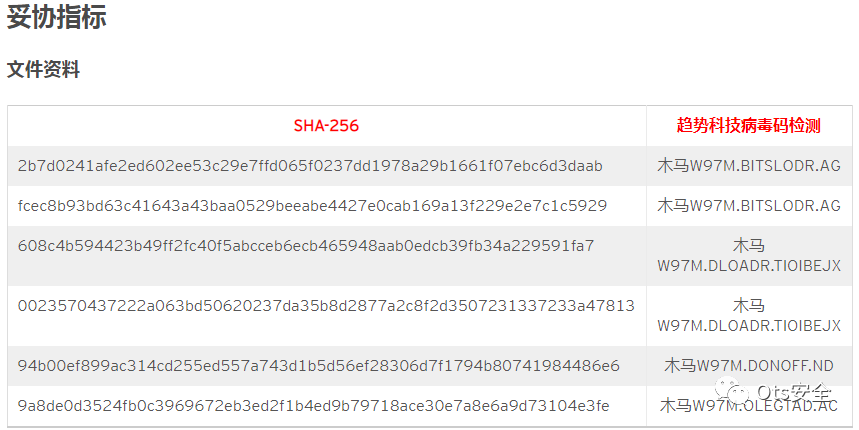 妥协指标
文件资料
SHA-256
趋势科技病毒码检测
2b7d0241afe2ed602ee53c29e7ffd065f0237dd1978a29b1661f07ebc6d3daab
木马W97M.BITSLODR.AG
fcec8b93bd63c41643a43baa0529beeabe4427e0cab169a13f229e2e7c1c5929
木马W97M.BITSLODR.AG
608c4b594423b49ff2fc40f5abcceb6ecb465948aab0edcb39fb34a229591fa7
木马
W97M.DLOADR.TIOIBEJX
0023570437222a063bd50620237da35b8d2877a2c8f2d3507231337233a47813
木马
W97M.DLOADR.TIOIBEJX
94b00ef899ac314cd255ed557a743d1b5d56ef28306d7f1794b80741984486e6
木马W97M.DONOFF.ND
9a8de0d3524fb0c3969672eb3ed2f1b4ed9b79718ace30e7a8e6a9d73104e3fe
木马W97M.OLEGTAD.AC
Ots安全